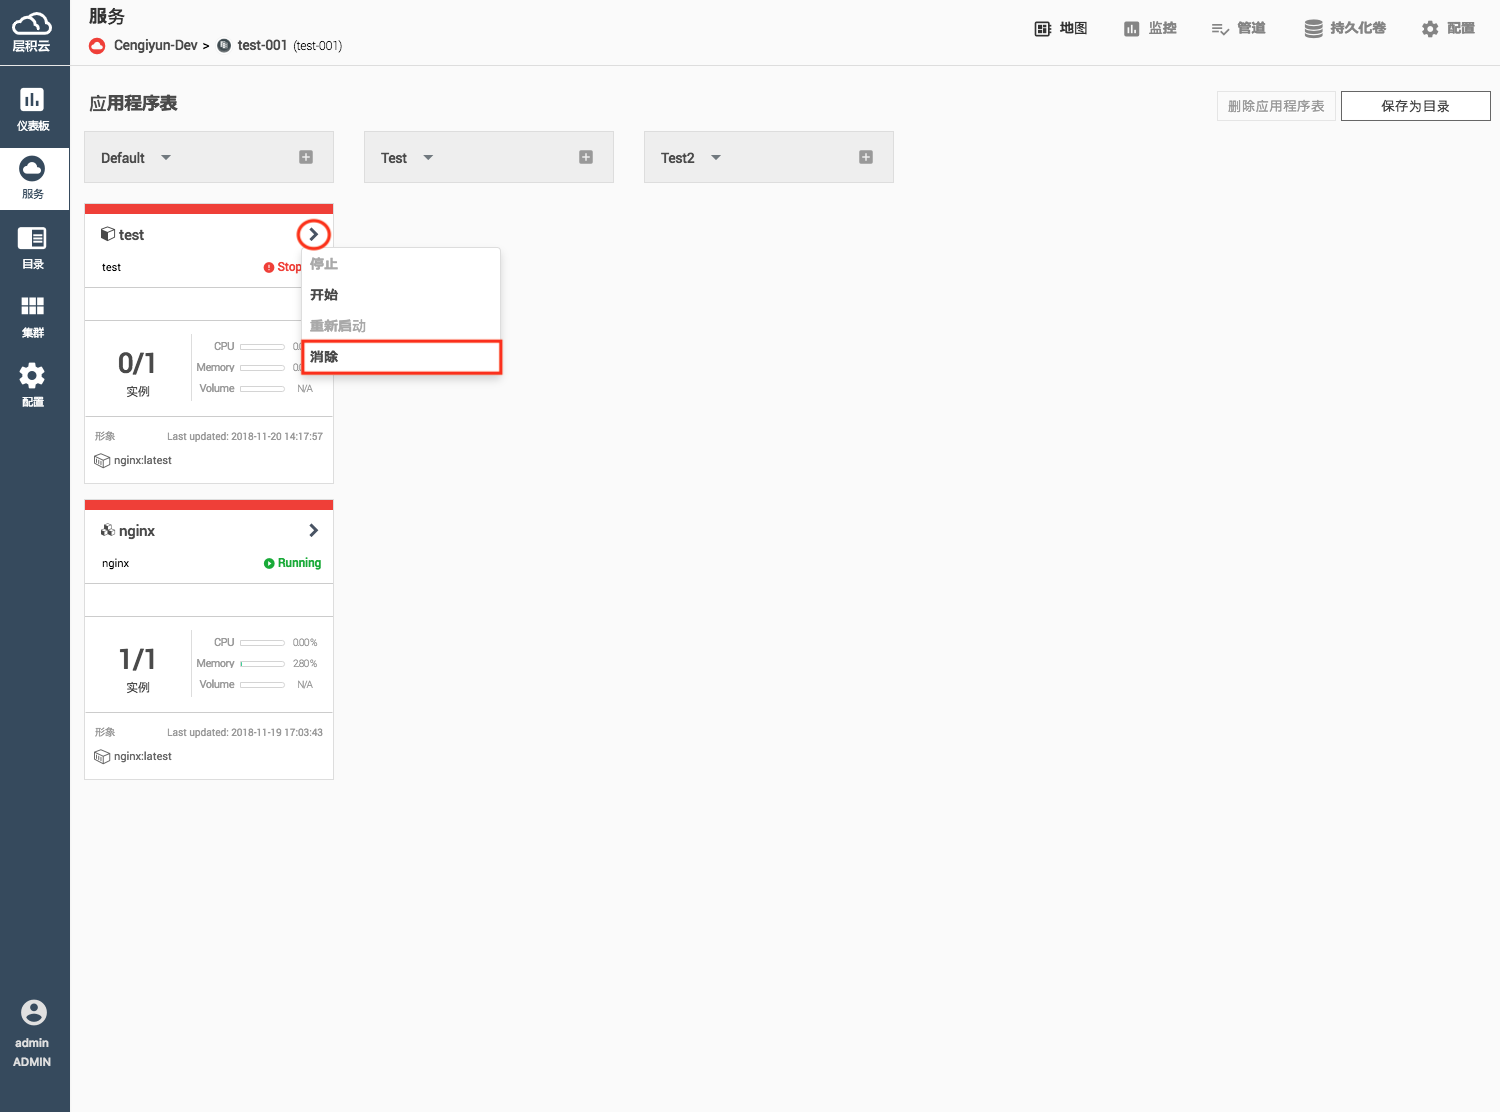 层积云
服务
Cengiyun-Dev > test-001 (test-001)
地图
监控
管道
持久化卷
配置
仪表板
服务
目录
集群
配置
admin
ADMIN
应用程序表
删除应用程序表
保存为目录
Default
Test
Test2
test
test
Stop
停止
开始
重新启动
消除
0/1
实例
CPU
Memory
Volume N/A
形象 Last updated: 2018-11-20 14:17:57
nginx:latest
nginx
nginx
Running
1/1
实例
CPU 0.00%
Memory 2.80%
Volume N/A
形象 Last updated: 2018-11-19 17:03:43
nginx:latest